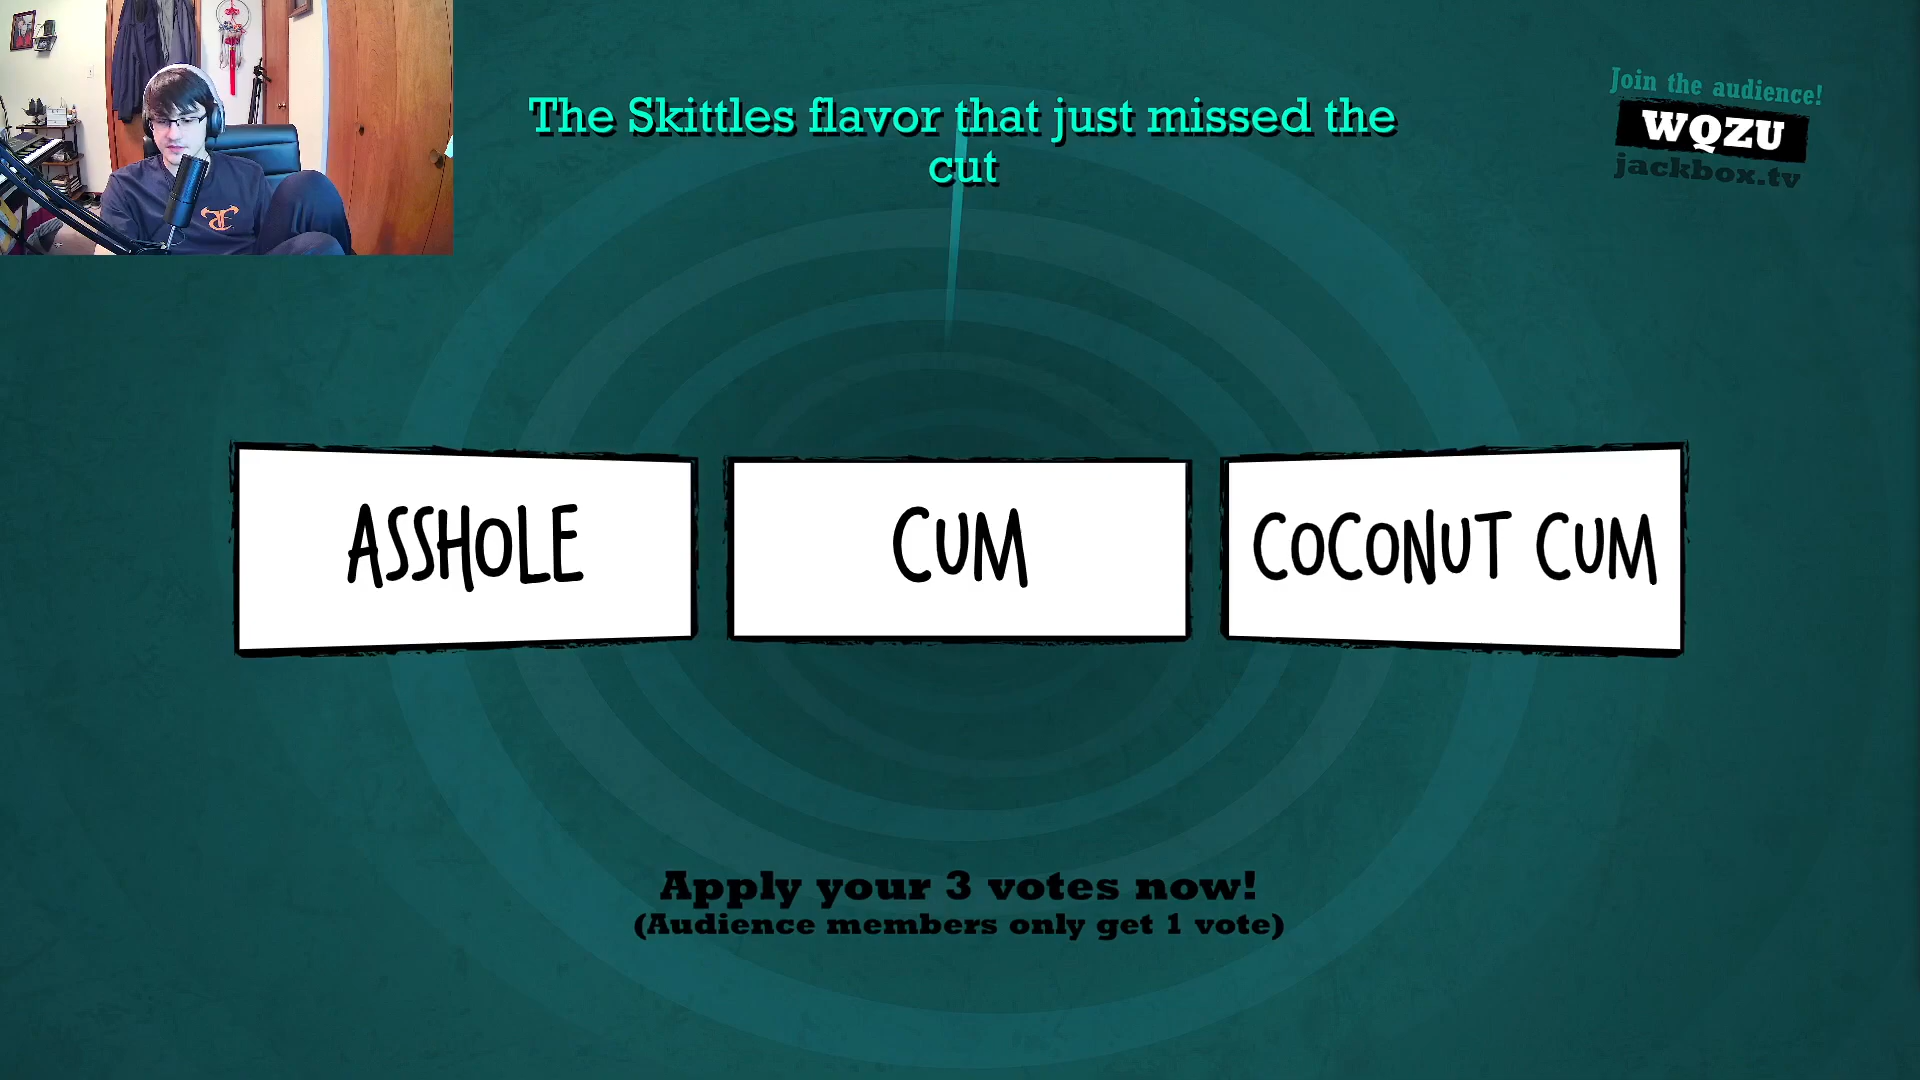 The Skittles flavor that just missed the
cut
Join the audience!
WQZU
jackbox.tv
ASSHOLE
CUM
COCONUT CUM
Apply your 3 votes now!
(Audience members only get 1 vote)